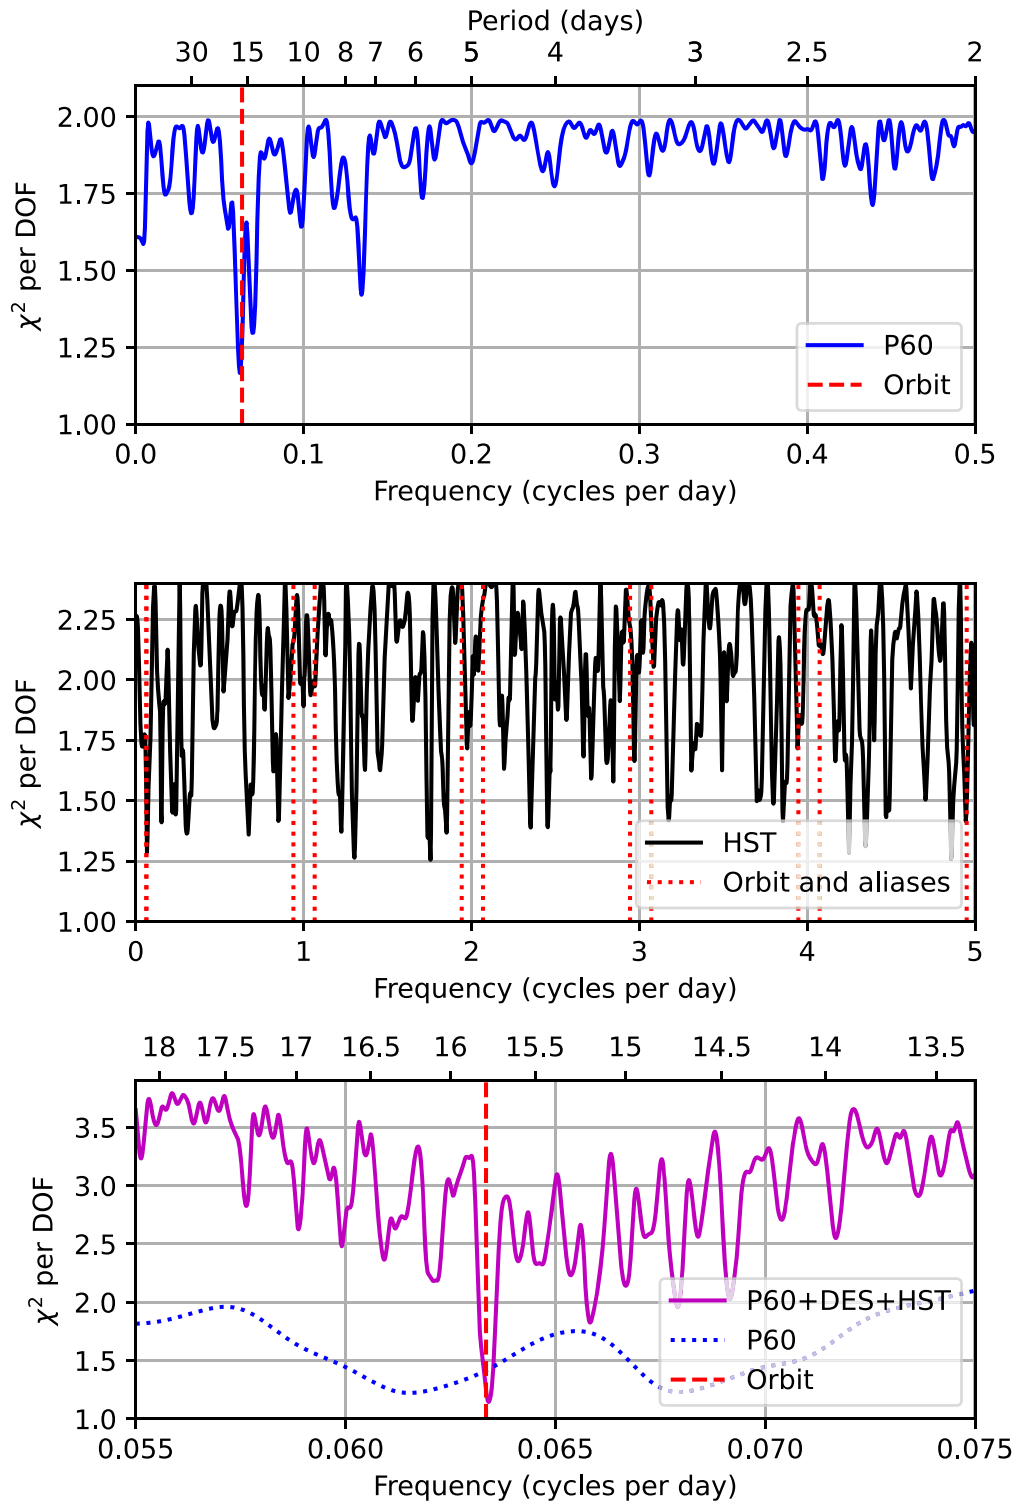 Period (days)
30 15 10 8 7 6 5 4 3 2.5 2
2.00
1.75
1.50
1.25
1.00
χ² per DOF
P60
Orbit
0.0 0.1 0.2 0.3 0.4 0.5
Frequency (cycles per day)
2.25
2.00
1.75
1.50
1.25
1.00
χ² per DOF
HST
Orbit and aliases
0 1 2 3 4 5
Frequency (cycles per day)
18 17.5 17 16.5 16 15.5 15 14.5 14 13.5
3.5
3.0
2.5
2.0
1.5
1.0
χ² per DOF
P60+DES+HST
P60
Orbit
0.055 0.060 0.065 0.070 0.075
Frequency (cycles per day)